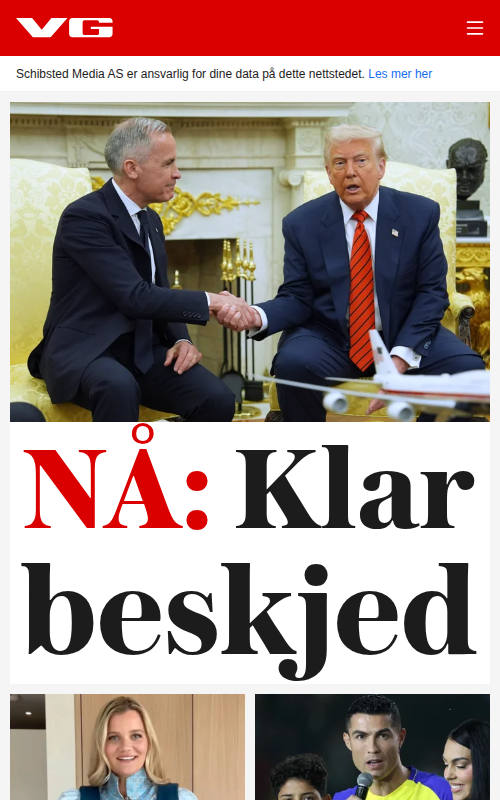 VG
Schibsted Media AS er ansvarlig for dine data på dette nettstedet. Les mer her
NÅ: Klar
beskjed